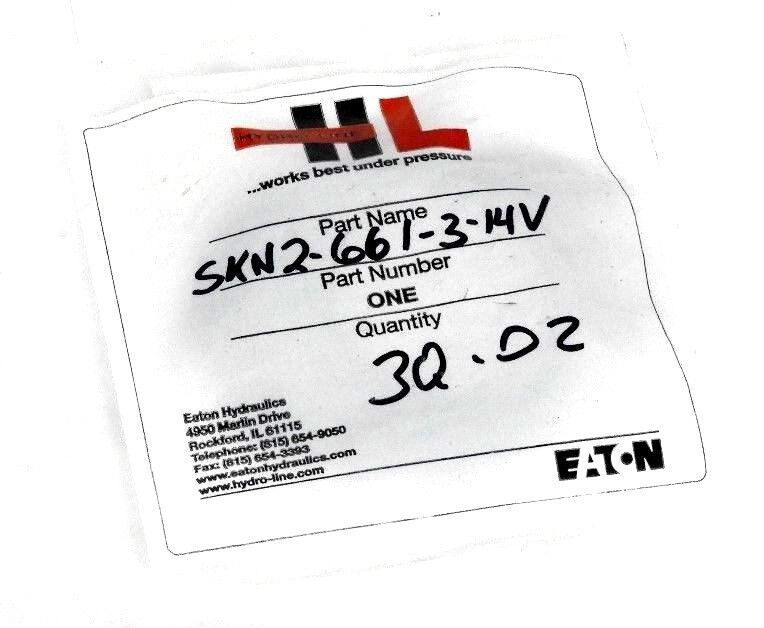 HL
...works best under pressure
Part Name
SKN2-661-3-14V
Part Number
ONE
Quantity
3Q.02
Eaton Hydraulics
4950 Marlin Drive
Rockford, IL 61115
Telephone: (815) 654-9050
Fax: (815) 654-3393
www.eatonhydraulics.com
www.hydro-line.com
EATON